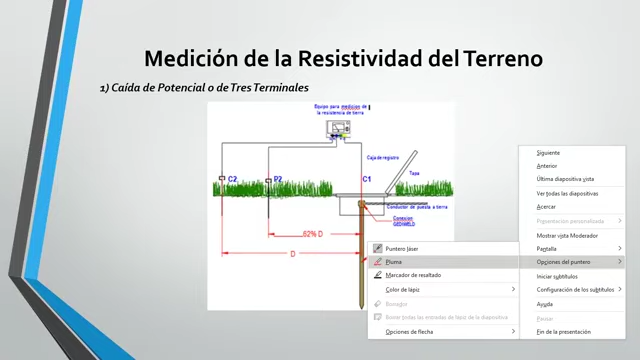 Medición de la Resistividad del Terreno
1) Caída de Potencial o de Tres Terminales
Equipo para medicion de
la resistencia de tierra
Caja de registro
Tapa
C2
P2
C1
Conductor de puesta a tierra
Conexion
62% D
D
Siguiente
Anterior
Última diapositiva vista
Ver todas las diapositivas
Acercar
Presentación personalizada
Mostrar vista Moderador
Pantalla
Opciones del puntero
Iniciar subtítulos
Configuración de los subtítulos
Ayuda
Pausar
Fin de la presentación
Puntero láser
Pluma
Marcador de resaltado
Color de lápiz
Borrador
Borrar todas las entradas de lápiz de la diapositiva
Opciones de flecha